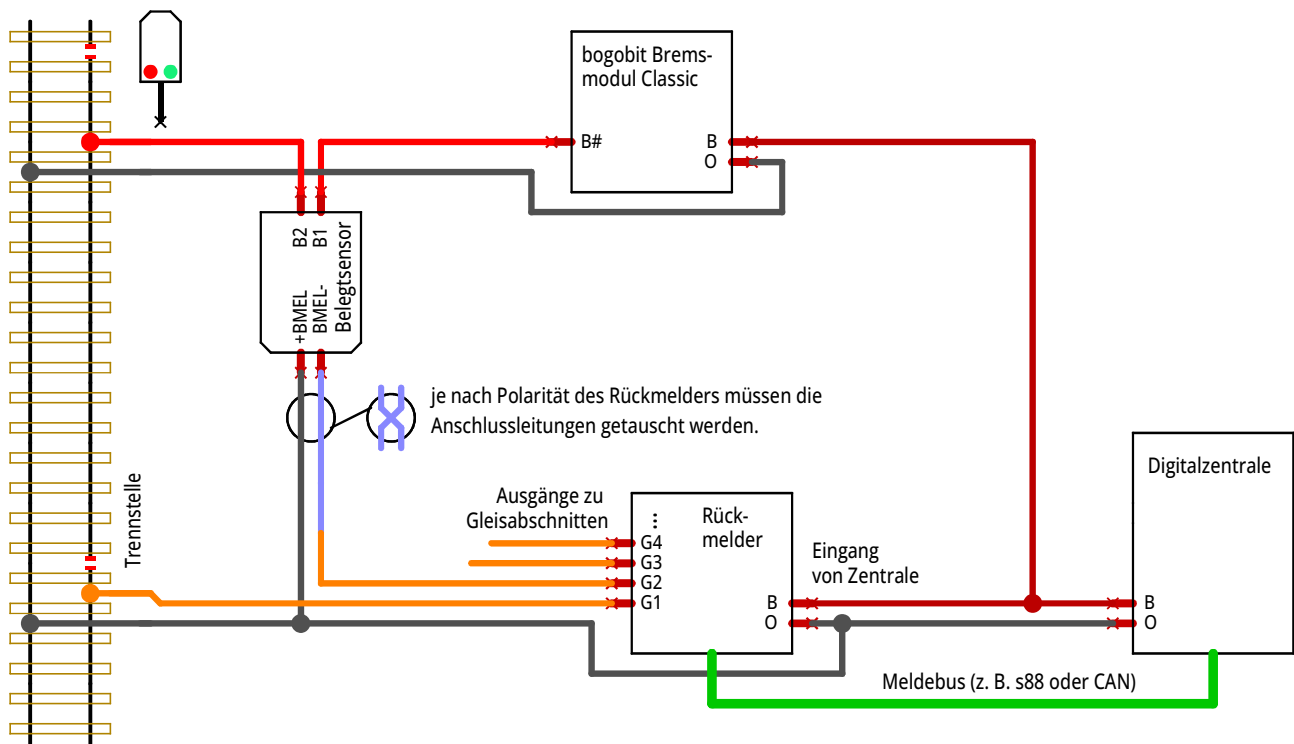 bogobit Brems-
modul Classic
B#
B
O
B2
B1
+BMEL
BMEL-
Belegtsensor
je nach Polarität des Rückmelders müssen die
Anschlussleitungen getauscht werden.
Trennstelle
Ausgänge zu
Gleisabschnitten
...
G4
G3
G2
G1
Rück-
melder
B
O
Eingang
von Zentrale
Digitalzentrale
B
O
Meldebus (z. B. s88 oder CAN)